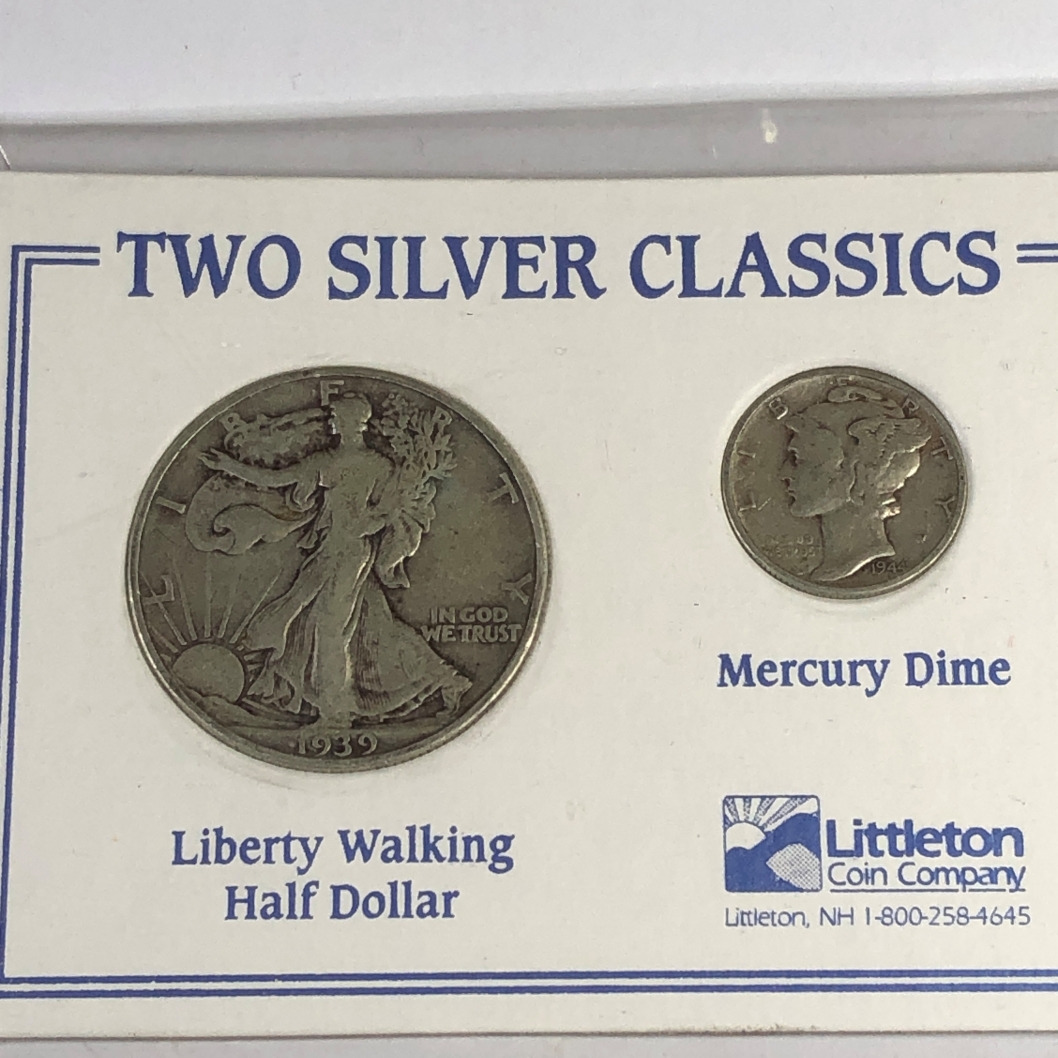 TWO SILVER CLASSICS
LIBERTY
IN GOD
WE TRUST
1939
Liberty Walking
Half Dollar
LIBERTY
1944
Mercury Dime
Littleton
Coin Company
Littleton, NH 1-800-258-4645